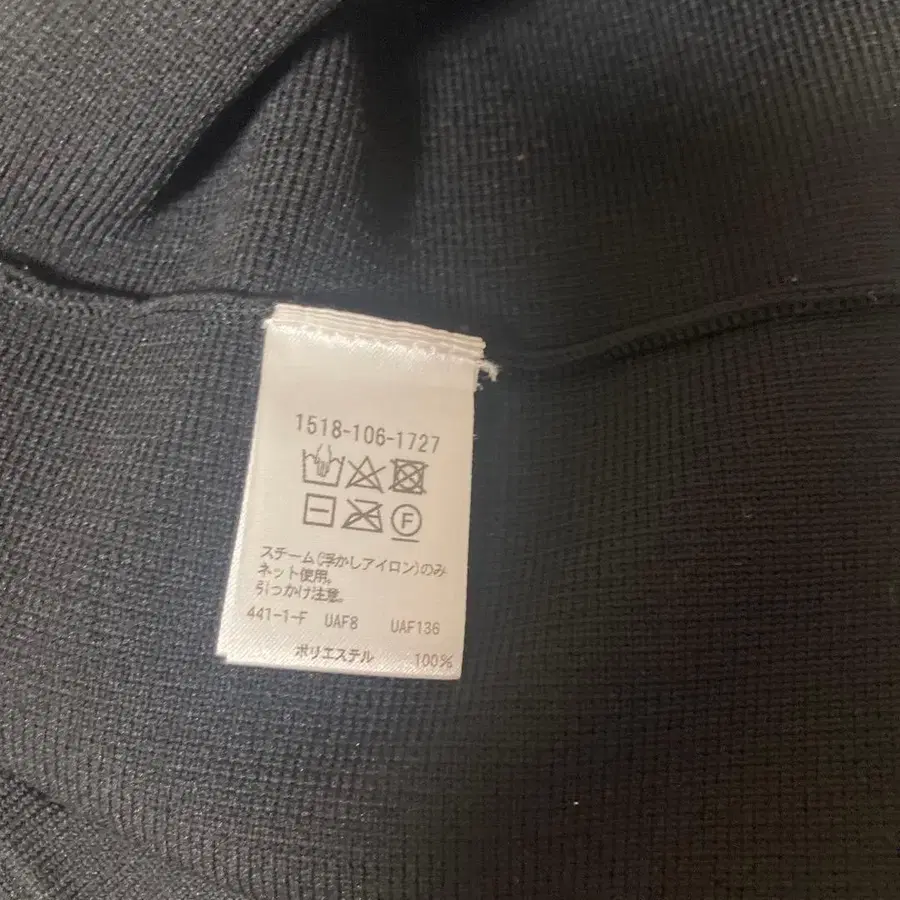 1518-106-1727
F
スチーム(浮かしアイロン)のみ
ネット使用。
引っかけ注意。
441-1-F UAF8 UAF136
ポリエステル 100%